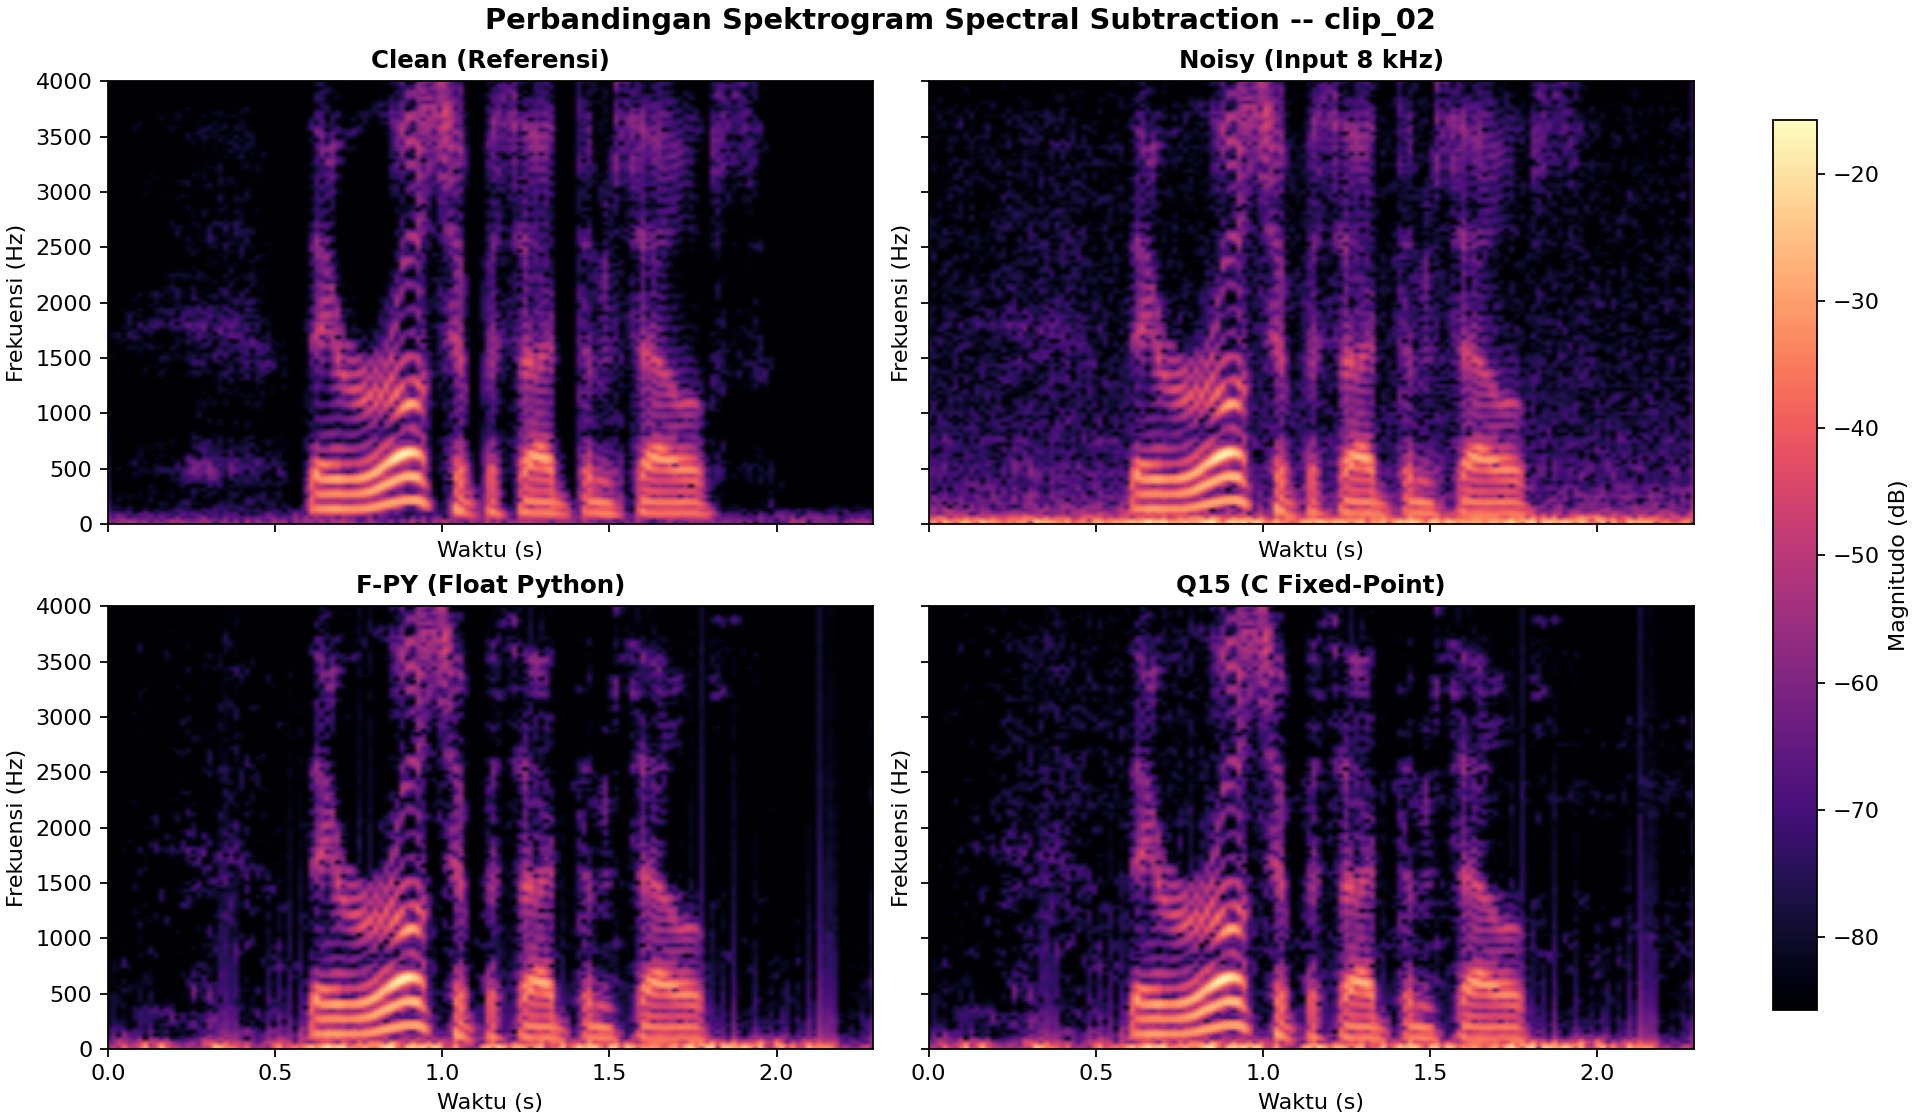 Perbandingan Spektrogram Spectral Subtraction -- clip_02
Clean (Referensi)
Noisy (Input 8 kHz)
4000
3500
3000
2500
2000
1500
1000
500
0
Frekuensi (Hz)
Waktu (s)
Frekuensi (Hz)
Waktu (s)
F-PY (Float Python)
Q15 (C Fixed-Point)
4000
3500
3000
2500
2000
1500
1000
500
0
Frekuensi (Hz)
0.0 0.5 1.0 1.5 2.0
Waktu (s)
Frekuensi (Hz)
0.0 0.5 1.0 1.5 2.0
Waktu (s)
−20
−30
−40
−50
−60
−70
−80
Magnitudo (dB)